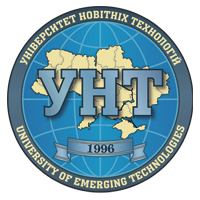 УНІВЕРСИТЕТ НОВІТНІХ ТЕХНОЛОГІЙ
УНТ
1996
UNIVERSITY OF EMERGING TECHNOLOGIES